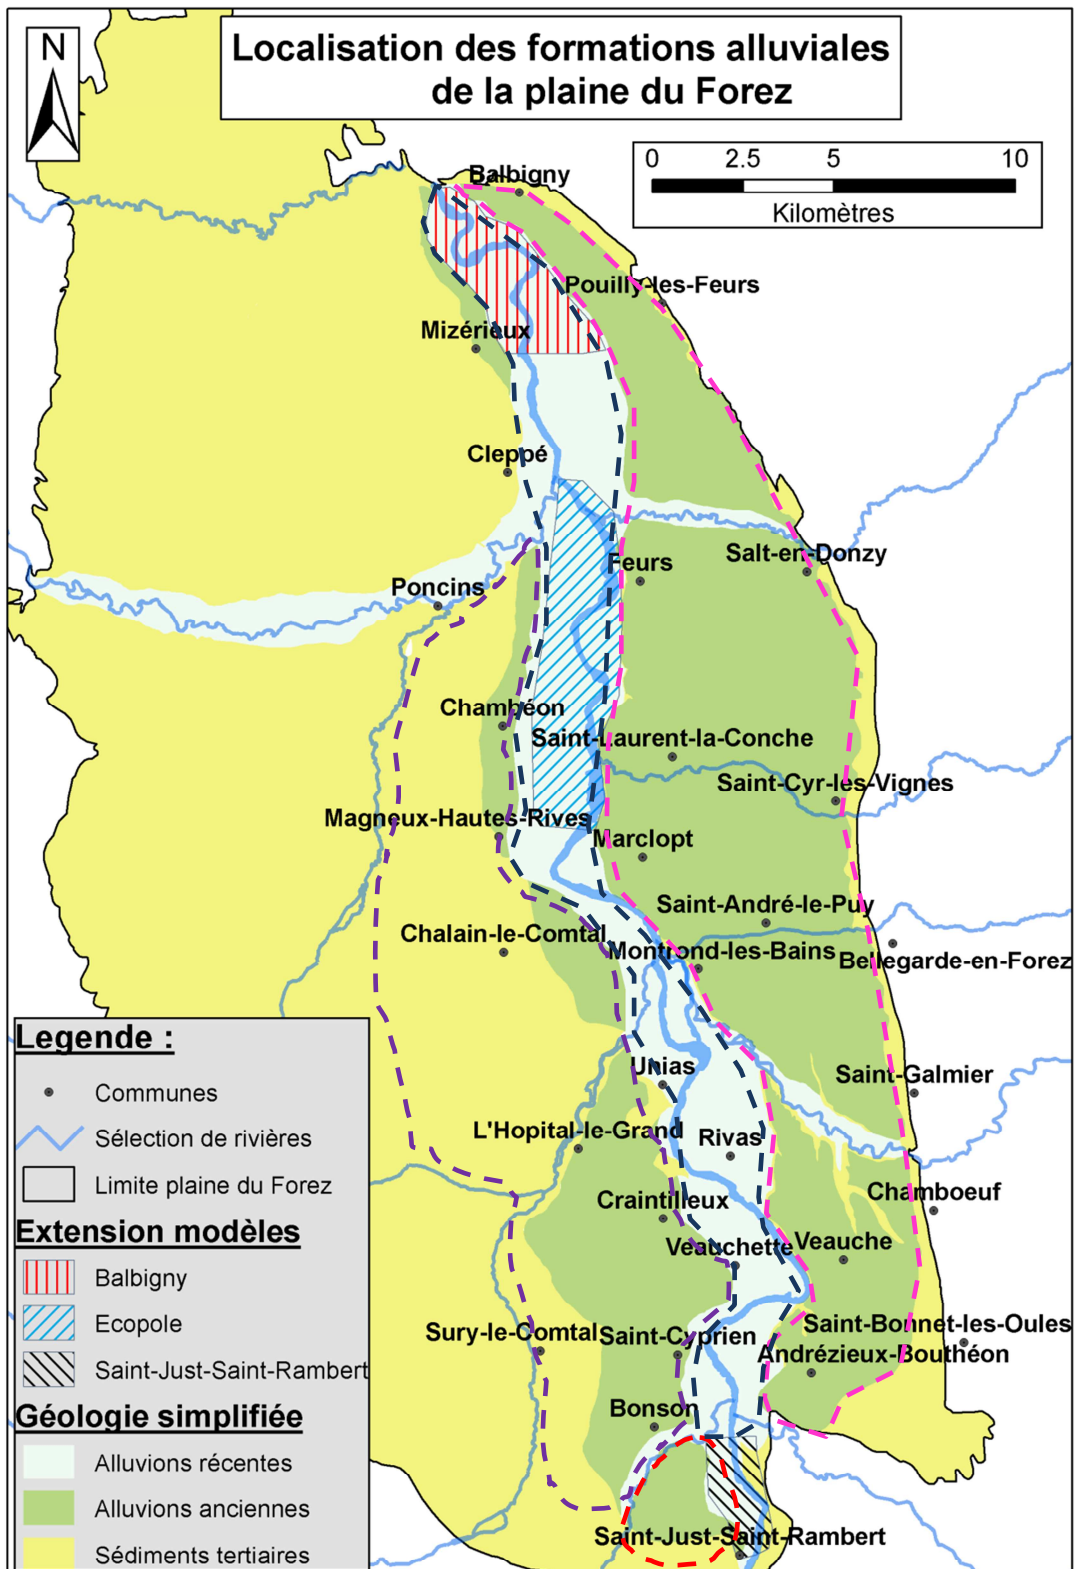 Localisation des formations alluviales
de la plaine du Forez
N
0 2.5 5 10
Kilomètres
Balbigny
Pouilly-les-Feurs
Mizérieux
Cleppé
Salt-en-Donzy
Feurs
Poncins
Chambéon
Saint-Laurent-la-Conche
Saint-Cyr-les-Vignes
Magneux-Hautes-Rives
Marclopt
Saint-André-le-Puy
Chalain-le-Comtal
Montrond-les-Bains
Bellegarde-en-Forez
Unias
Saint-Galmier
L'Hopital-le-Grand
Rivas
Chamboeuf
Craintilleux
Veauchette
Veauche
Saint-Bonnet-les-Oules
Sury-le-Comtal
Saint-Cyprien
Andrézieux-Bouthéon
Bonson
Saint-Just-Saint-Rambert
Legende :
Communes
Sélection de rivières
Limite plaine du Forez
Extension modèles
Balbigny
Ecopole
Saint-Just-Saint-Rambert
Géologie simplifiée
Alluvions récentes
Alluvions anciennes
Sédiments tertiaires